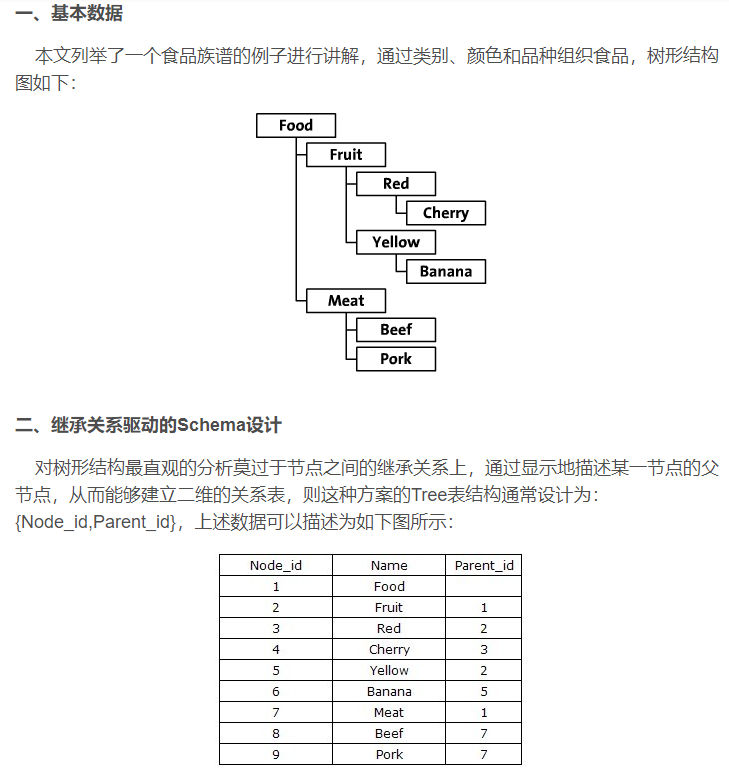 一、基本数据
本文列举了一个食品族谱的例子进行讲解，通过类别、颜色和品种组织食品，树形结构
图如下：
Food
Fruit
Red
Cherry
Yellow
Banana
Meat
Beef
Pork
二、继承关系驱动的Schema设计
对树形结构最直观的分析莫过于节点之间的继承关系上，通过显示地描述某一节点的父
节点，从而能够建立二维的关系表，则这种方案的Tree表结构通常设计为：
{Node_id,Parent_id}，上述数据可以描述为如下图所示：
Node_id Name Parent_id
1 Food
2 Fruit 1
3 Red 2
4 Cherry 3
5 Yellow 2
6 Banana 5
7 Meat 1
8 Beef 7
9 Pork 7